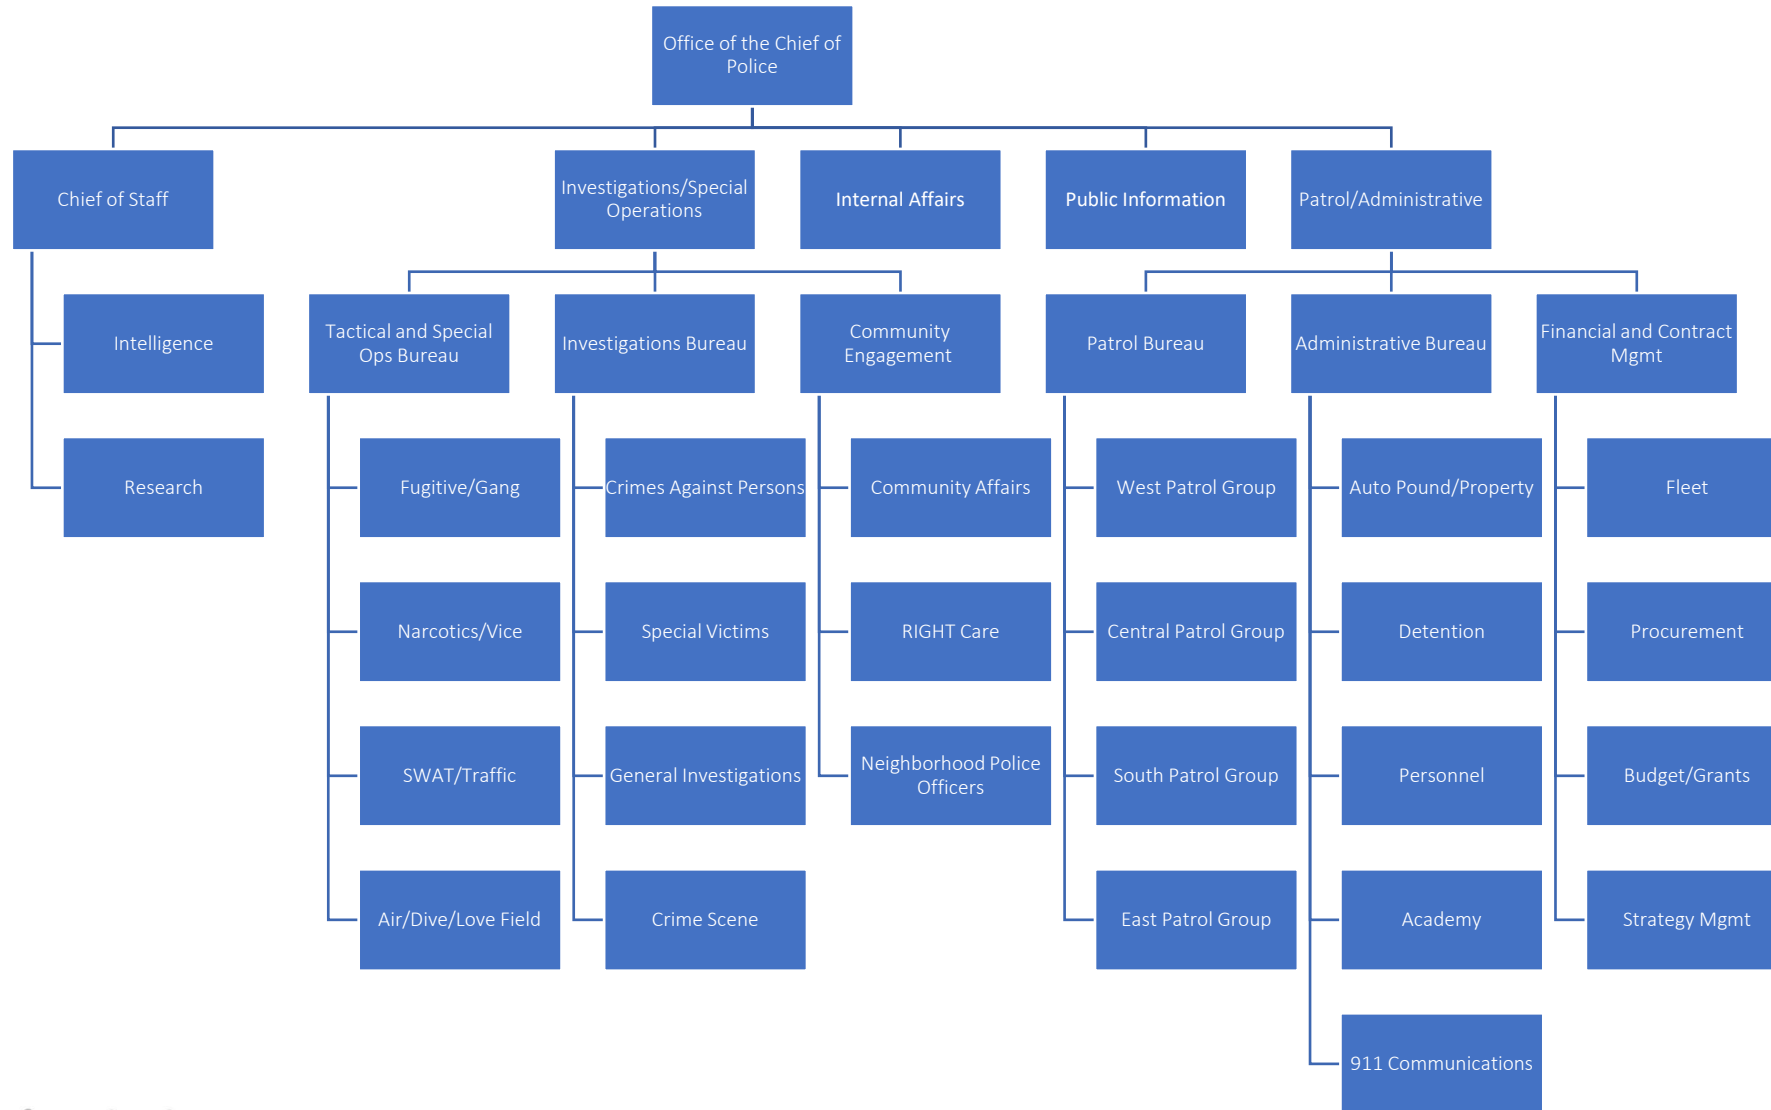 Office of the Chief of
Police
Chief of Staff
Investigations/Special
Operations
Internal Affairs
Public Information
Patrol/Administrative
Intelligence
Tactical and Special
Ops Bureau
Investigations Bureau
Community
Engagement
Patrol Bureau
Administrative Bureau
Financial and Contract
Mgmt
Research
Fugitive/Gang
Crimes Against Persons
Community Affairs
West Patrol Group
Auto Pound/Property
Fleet
Narcotics/Vice
Special Victims
RIGHT Care
Central Patrol Group
Detention
Procurement
SWAT/Traffic
General Investigations
Neighborhood Police
Officers
South Patrol Group
Personnel
Budget/Grants
Air/Dive/Love Field
Crime Scene
East Patrol Group
Academy
Strategy Mgmt
911 Communications